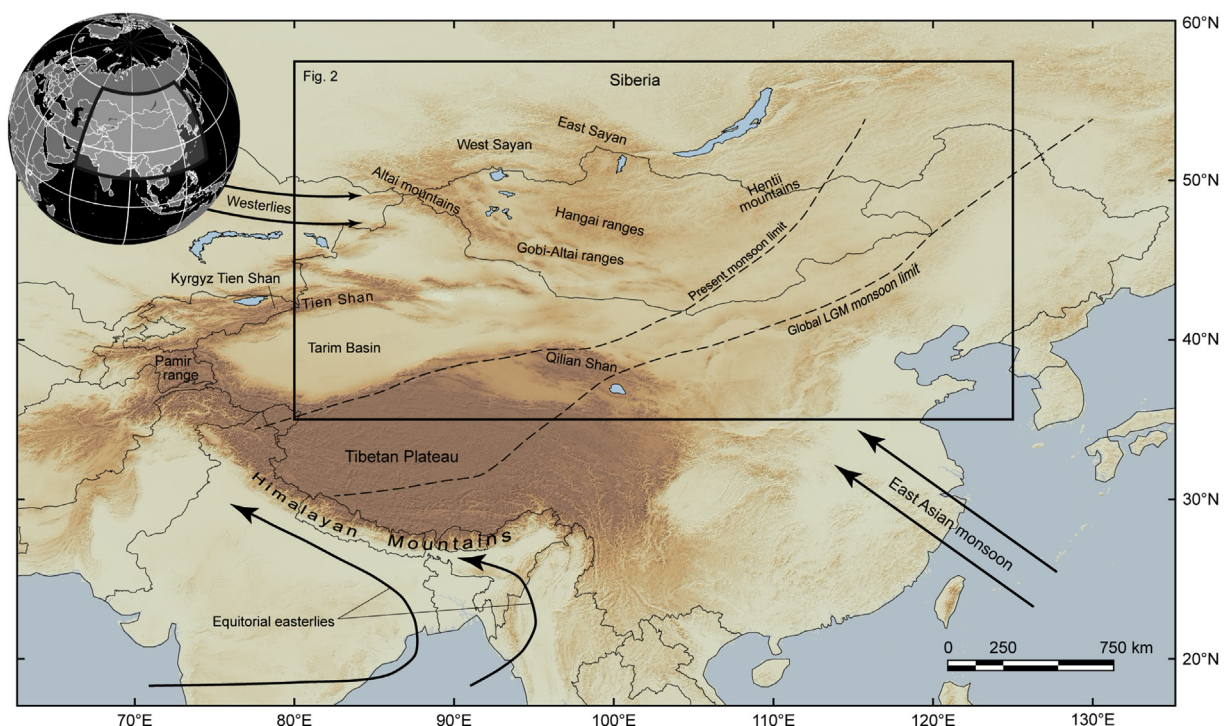 60°N
Fig. 2
Siberia
East Sayan
West Sayan
Altai mountains
50°N
Hentii
mountains
Westerlies
Hangai ranges
Gobi-Altai ranges
Present monsoon limit
Kyrgyz Tien Shan
Tien Shan
Global LGM monsoon limit
Tarim Basin
40°N
Pamir
range
Qilian Shan
Tibetan Plateau
Himalayan Mountains
East Asian monsoon
30°N
Equitorial easterlies
0 250 750 km
20°N
70°E 80°E 90°E 100°E 110°E 120°E 130°E